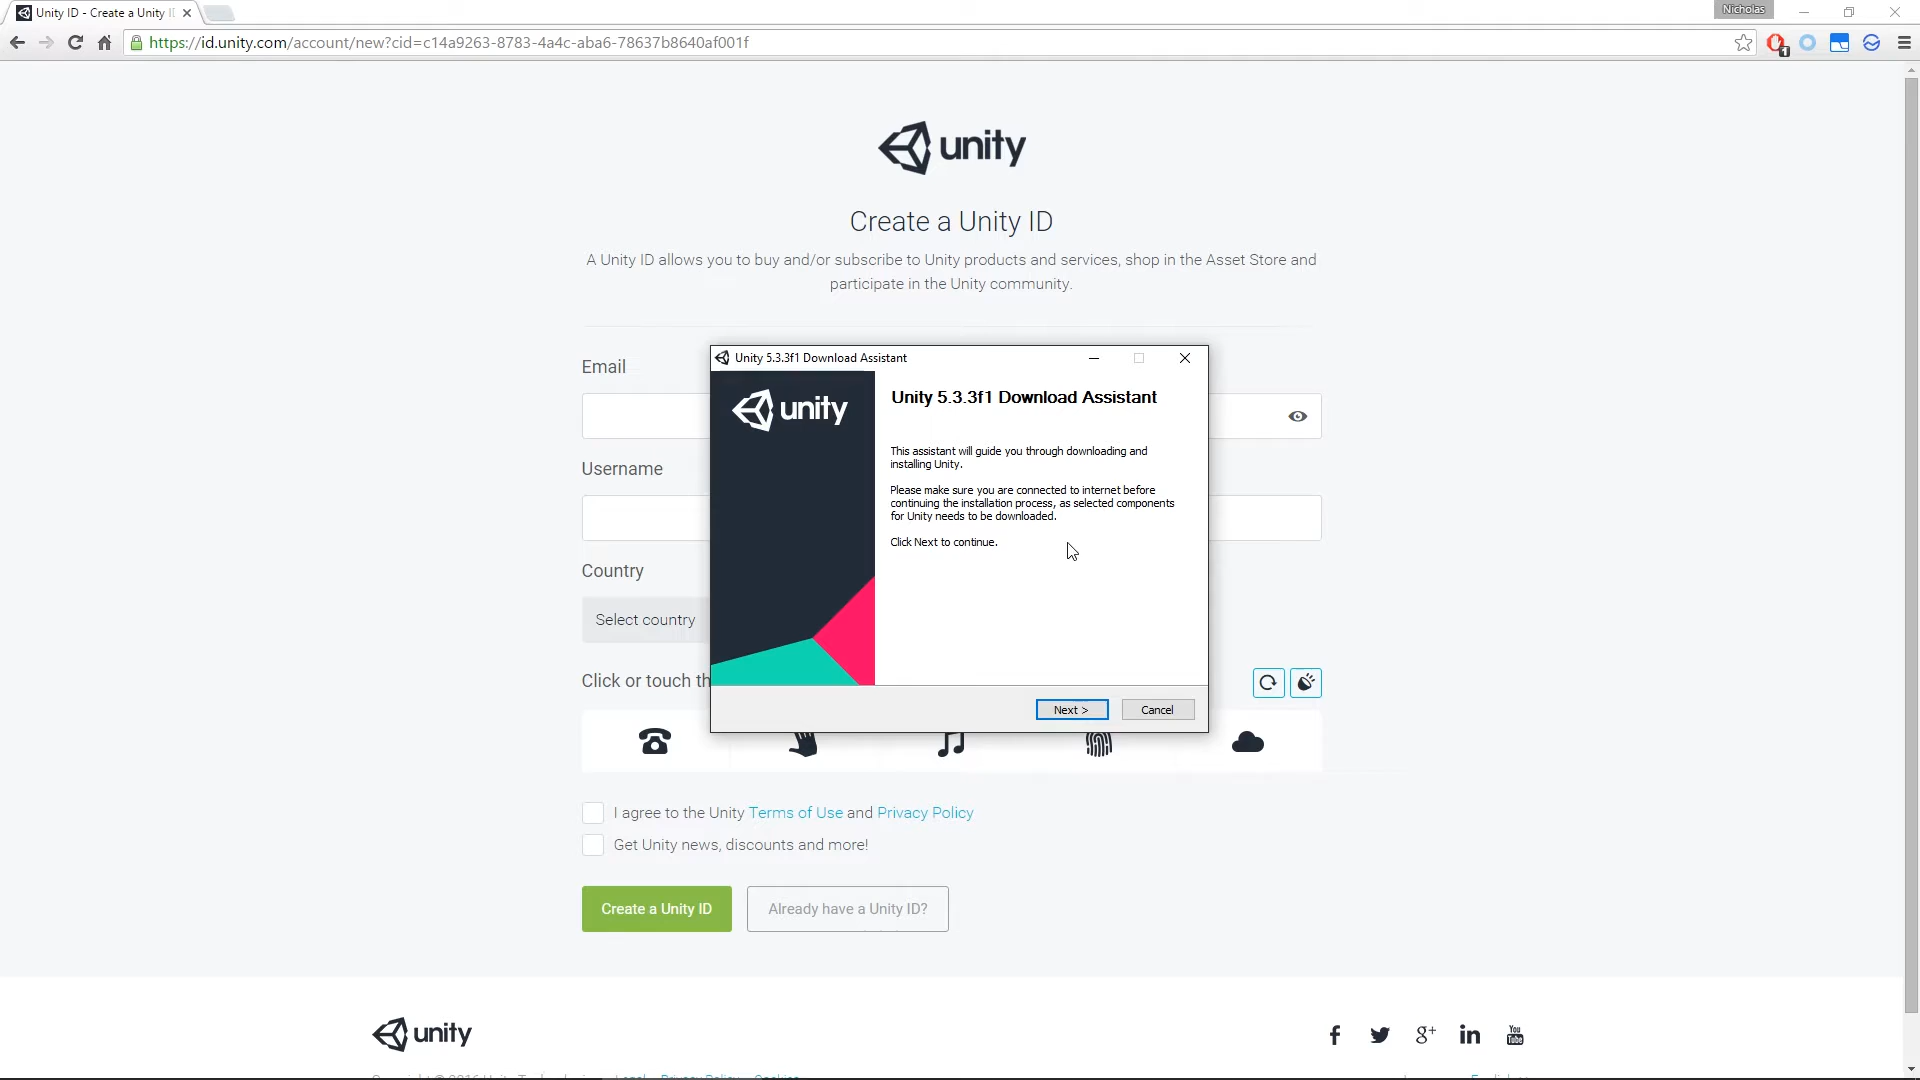 Unity ID - Create a Unity I
Nicholas
https://id.unity.com/account/new?cid=c14a9263-8783-4a4c-aba6-78637b8640af001f
1
unity
Create a Unity ID
A Unity ID allows you to buy and/or subscribe to Unity products and services, shop in the Asset Store and
participate in the Unity community.
Email
Username
Country
Select country
Click or touch th
Unity 5.3.3f1 Download Assistant
unity
Unity 5.3.3f1 Download Assistant
This assistant will guide you through downloading and
installing Unity.
Please make sure you are connected to internet before
continuing the installation process, as selected components
for Unity needs to be downloaded.
Click Next to continue.
Next >
Cancel
I agree to the Unity Terms of Use and Privacy Policy
Get Unity news, discounts and more!
Create a Unity ID
Already have a Unity ID?
unity
f
g+
in
You
Tube